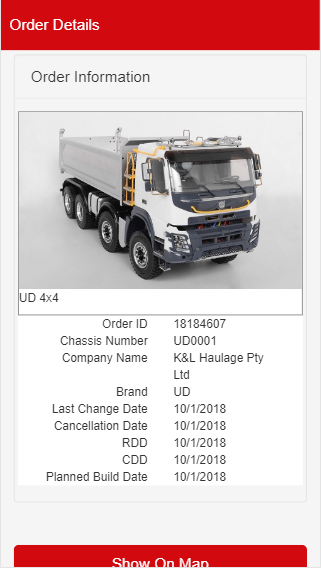 Order Details
Order Information
UD 4x4
Order ID 18184607
Chassis Number UD0001
Company Name K&L Haulage Pty
Ltd
Brand UD
Last Change Date 10/1/2018
Cancellation Date 10/1/2018
RDD 10/1/2018
CDD 10/1/2018
Planned Build Date 10/1/2018
Show On Map